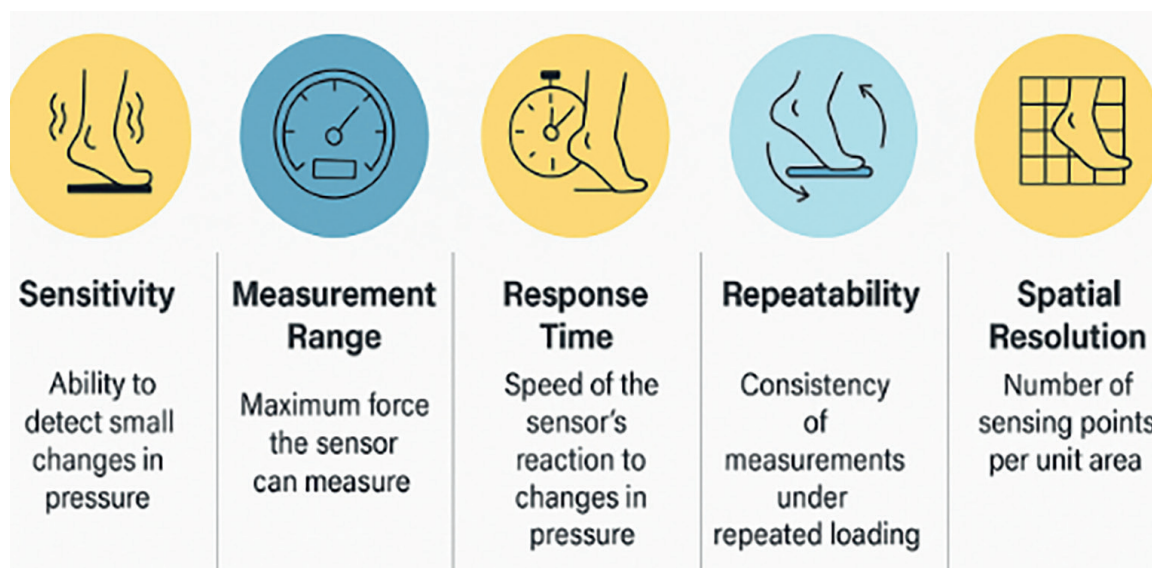 Sensitivity
Ability to
detect small
changes in
pressure
Measurement
Range
Maximum force
the sensor
can measure
Response
Time
Speed of the
sensor's
reaction to
changes in
pressure
Repeatability
Consistency
of
measurements
under
repeated loading
Spatial
Resolution
Number of
sensing points
per unit area